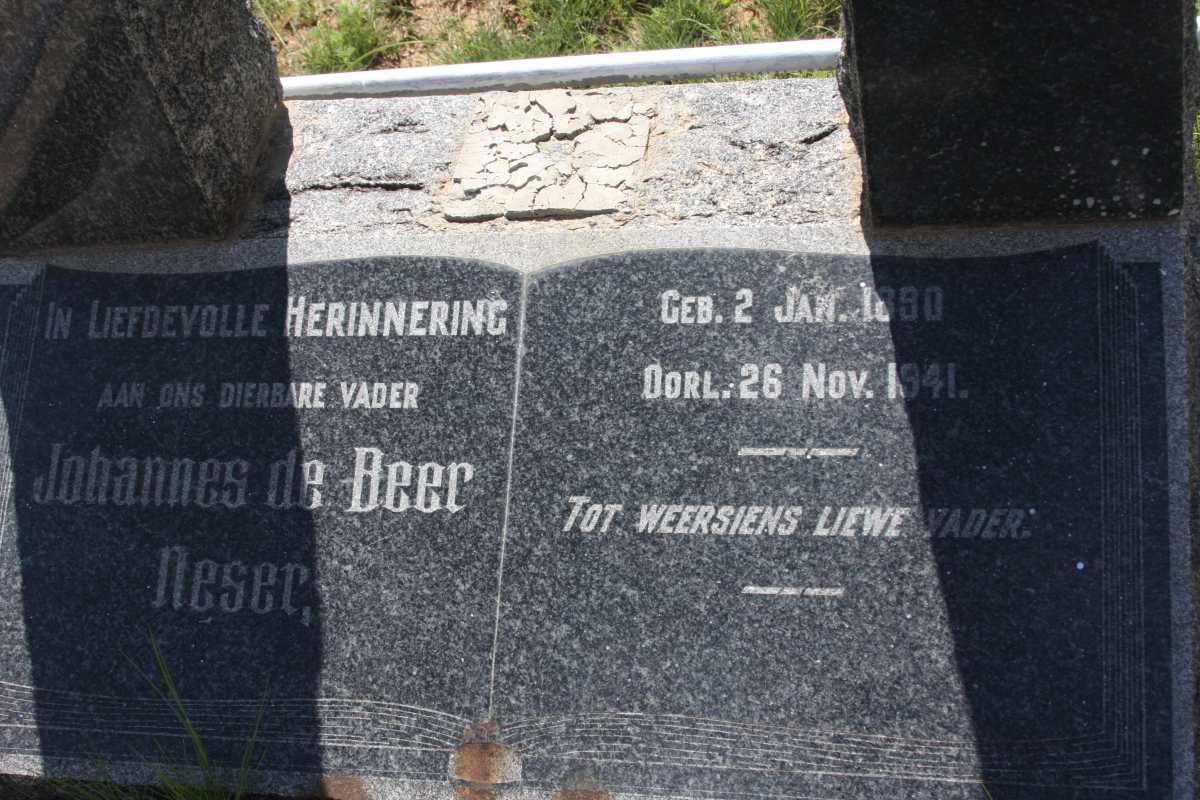 IN LIEFDEVOLLE HERINNERING
AAN ONS DIERBARE VADER
Johannes de Beer
Neser,
GEB. 2 JAN.
OORL. 26 NOV. 1941.
TOT WEERSIENS LIEWE VADER.